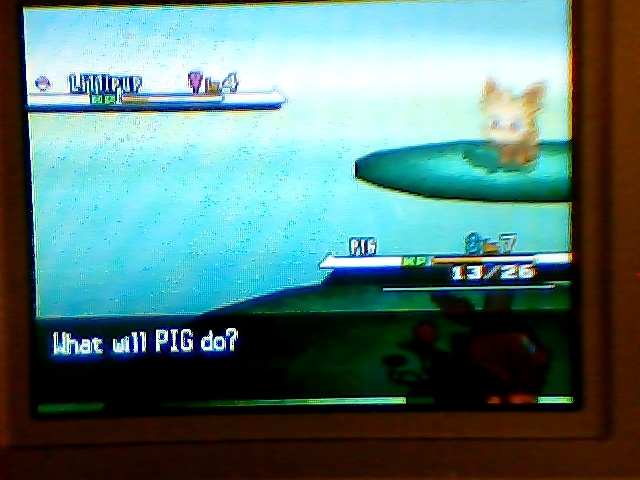 Lillipup ♀ Lv4
HP
PIG ♂ Lv7
HP
13/26
What will PIG do?